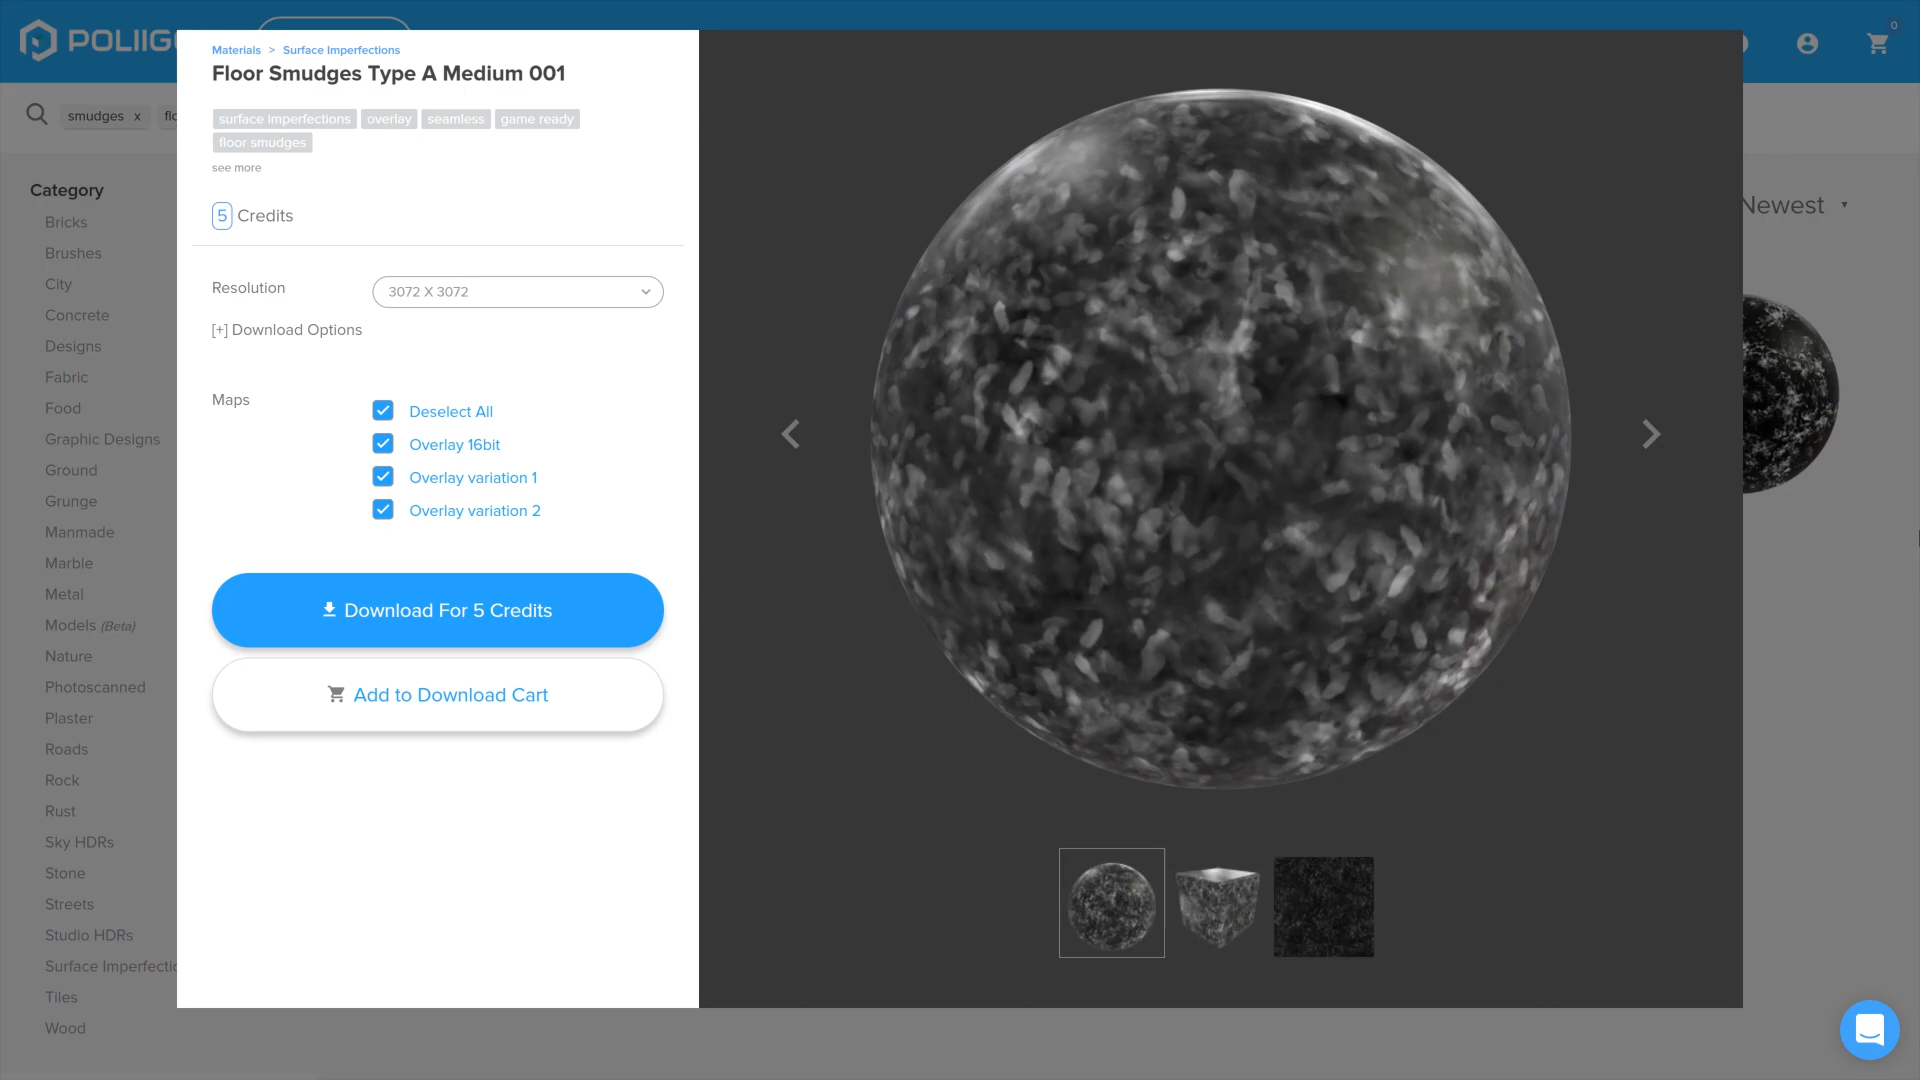 POLIIG
0
Materials > Surface Imperfections
Floor Smudges Type A Medium 001
surface imperfections overlay seamless game ready
floor smudges
see more
smudges x
5 Credits
Category
Bricks
Brushes
City
Concrete
Designs
Fabric
Food
Graphic Designs
Ground
Grunge
Manmade
Marble
Metal
Models (Beta)
Nature
Photoscanned
Plaster
Roads
Rock
Rust
Sky HDRs
Stone
Streets
Studio HDRs
Surface Imperfectio
Tiles
Wood
Newest
Resolution
3072 X 3072
[+] Download Options
Maps
Deselect All
Overlay 16bit
Overlay variation 1
Overlay variation 2
Download For 5 Credits
Add to Download Cart